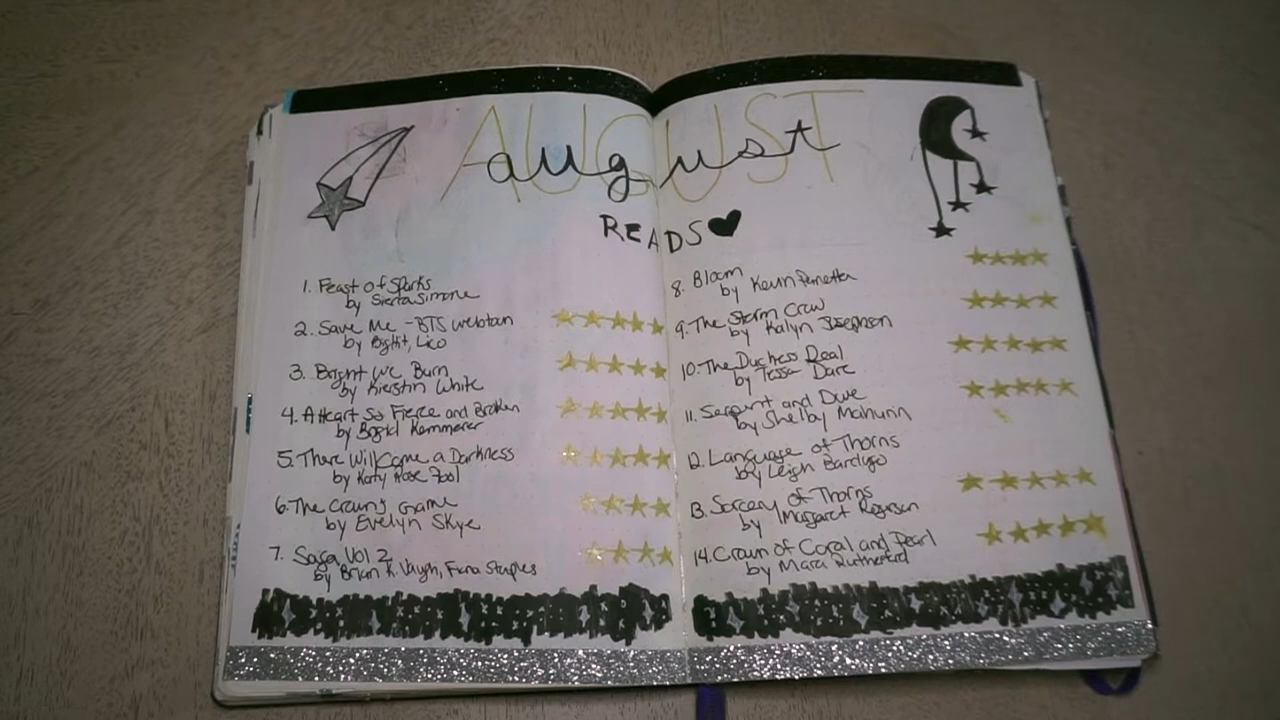 AUGUST
august
READS
1. Feast of Sparks
by Sierra Simone
2. Save Me - BTS webtoon
by BigHit, Lico
3. Bright We Burn
by Kiersten White
4. A Heart So Fierce and Broken
by Brigid Kemmerer
5. There Will Come a Darkness
by Katy Rose Pool
6. The Crown's Game
by Evelyn Skye
7. Saga Vol 2
by Brian K. Vaughn, Fiona Staples
8. Bloom
by Kevin Panetta
9. The Storm Crow
by Kalyn Josephson
10. The Duchess Deal
by Tessa Dare
11. Serpent and Dove
by Shelby Mahurin
12. Language of Thorns
by Leigh Bardugo
13. Sorcery of Thorns
by Margaret Rogerson
14. Crown of Coral and Pearl
by Mara Rutherford